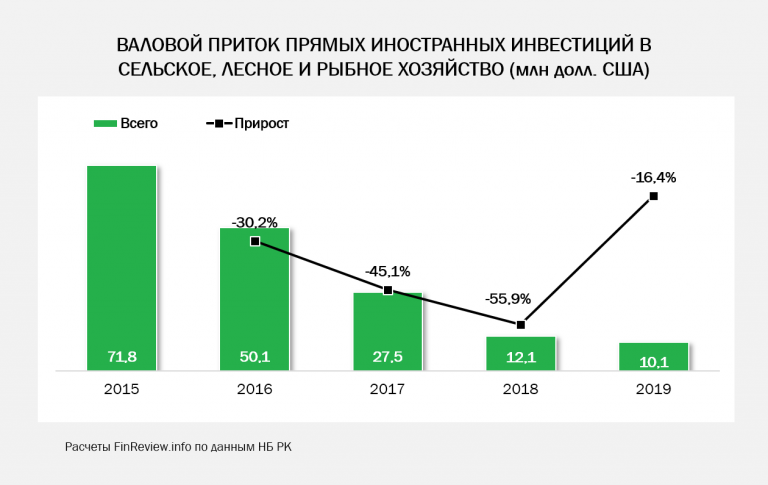 ВАЛОВОЙ ПРИТОК ПРЯМЫХ ИНОСТРАННЫХ ИНВЕСТИЦИЙ В
СЕЛЬСКОЕ, ЛЕСНОЕ И РЫБНОЕ ХОЗЯЙСТВО (млн долл. США)
Всего Прирост
-16,4%
-30,2%
-45,1%
-55,9%
71,8 50,1 27,5 12,1 10,1
2015 2016 2017 2018 2019
Расчеты FinReview.info по данным НБ РК